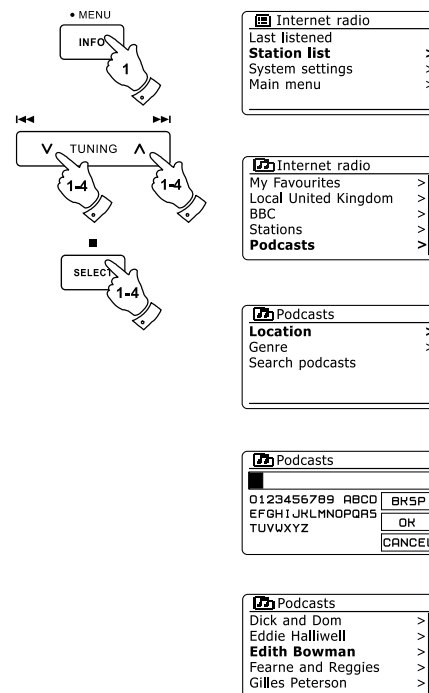 • MENU
INFO
1
TUNING
1-4
1-4
SELECT
1-4
Internet radio
Last listened
Station list >
System settings >
Main menu >
Internet radio
My Favourites >
Local United Kingdom >
BBC >
Stations >
Podcasts >
Podcasts
Location >
Genre >
Search podcasts
Podcasts
0123456789 ABCD BKSP
EFGHIJKLMNOPQRS OK
TUVWXYZ
CANCEL
Podcasts
Dick and Dom >
Eddie Halliwell >
Edith Bowman >
Fearne and Reggies >
Gilles Peterson >